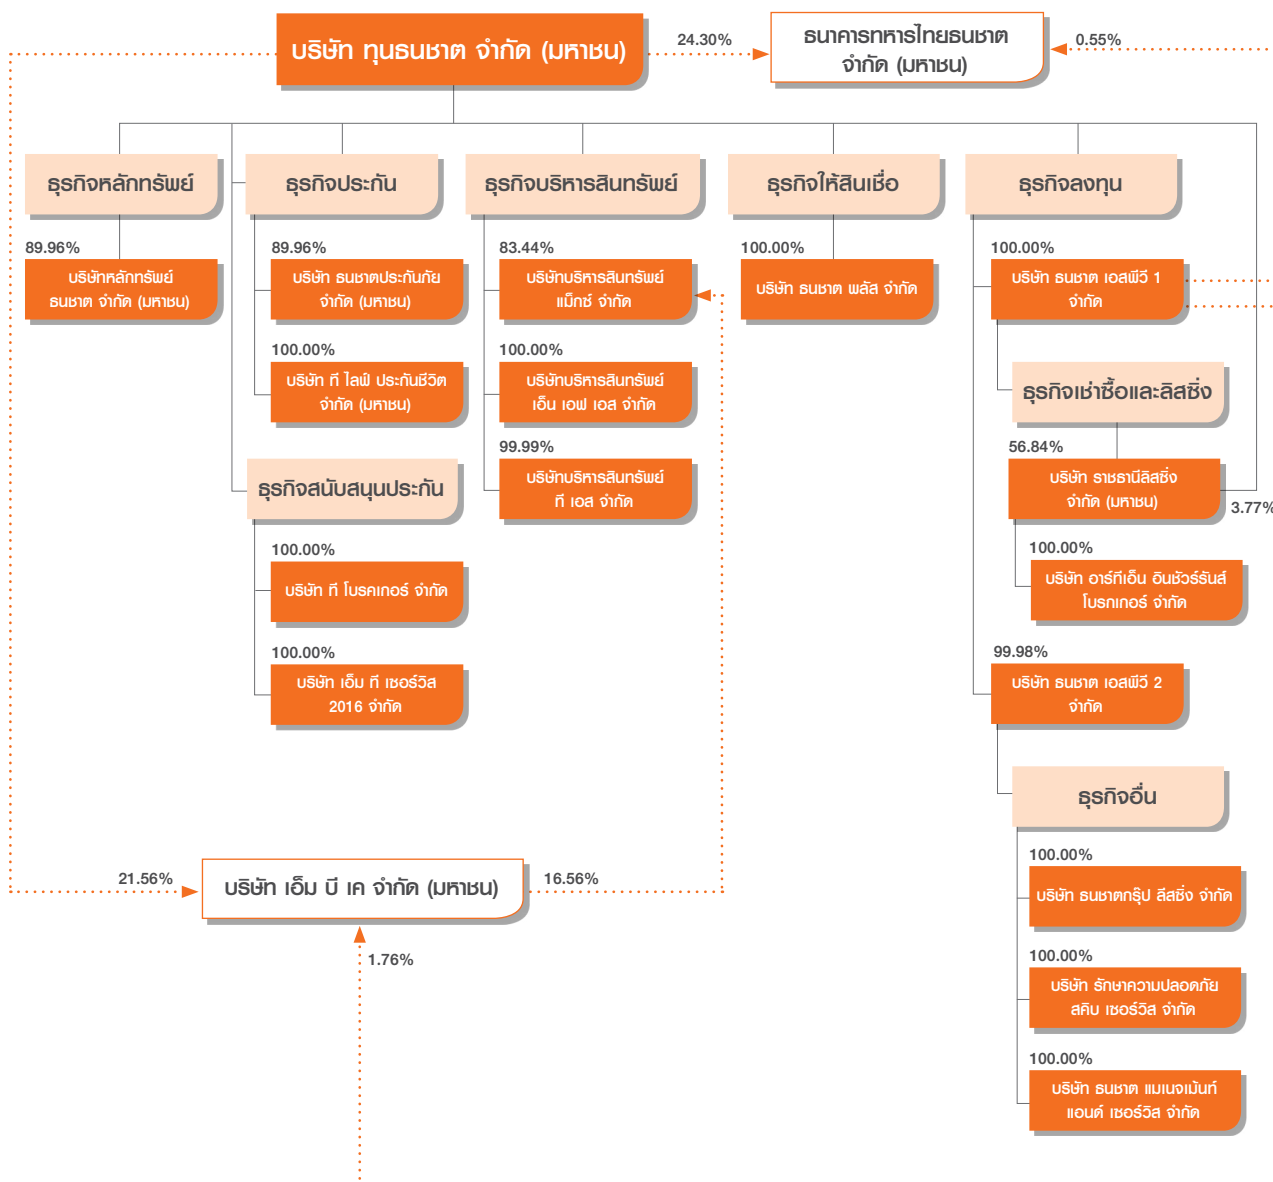 บริษัท ทุนธนชาต จำกัด (มหาชน)
24.30%
ธนาคารทหารไทยธนชาต
จำกัด (มหาชน)
0.55%
ธุรกิจหลักทรัพย์
ธุรกิจประกัน
ธุรกิจบริหารสินทรัพย์
ธุรกิจให้สินเชื่อ
ธุรกิจลงทุน
89.96%
บริษัทหลักทรัพย์
ธนชาต จำกัด (มหาชน)
89.96%
บริษัท ธนชาตประกันภัย
จำกัด (มหาชน)
83.44%
บริษัทบริหารสินทรัพย์
แม็กซ์ จำกัด
100.00%
บริษัท ธนชาต พลัส จำกัด
100.00%
บริษัท ธนชาต เอสพีวี 1
จำกัด
100.00%
บริษัท ที ไลฟ์ ประกันชีวิต
จำกัด (มหาชน)
100.00%
บริษัทบริหารสินทรัพย์
เอ็น เอฟ เอส จำกัด
ธุรกิจเช่าซื้อและลิสซิ่ง
ธุรกิจสนับสนุนประกัน
99.99%
บริษัทบริหารสินทรัพย์
ที เอส จำกัด
56.84%
บริษัท ราชธานีลิสซิ่ง
จำกัด (มหาชน)
3.77%
100.00%
บริษัท ที โบรคเกอร์ จำกัด
100.00%
บริษัท อาร์ทีเอ็น อินชัวร์รันส์
โบรกเกอร์ จำกัด
100.00%
บริษัท เอ็ม ที เซอร์วิส
2016 จำกัด
99.98%
บริษัท ธนชาต เอสพีวี 2
จำกัด
ธุรกิจอื่น
21.56%
บริษัท เอ็ม บี เค จำกัด (มหาชน)
16.56%
1.76%
100.00%
บริษัท ธนชาตกรุ๊ป ลีสซิ่ง จำกัด
100.00%
บริษัท รักษาความปลอดภัย
สคิบ เซอร์วิส จำกัด
100.00%
บริษัท ธนชาต แมเนจเม้นท์
แอนด์ เซอร์วิส จำกัด